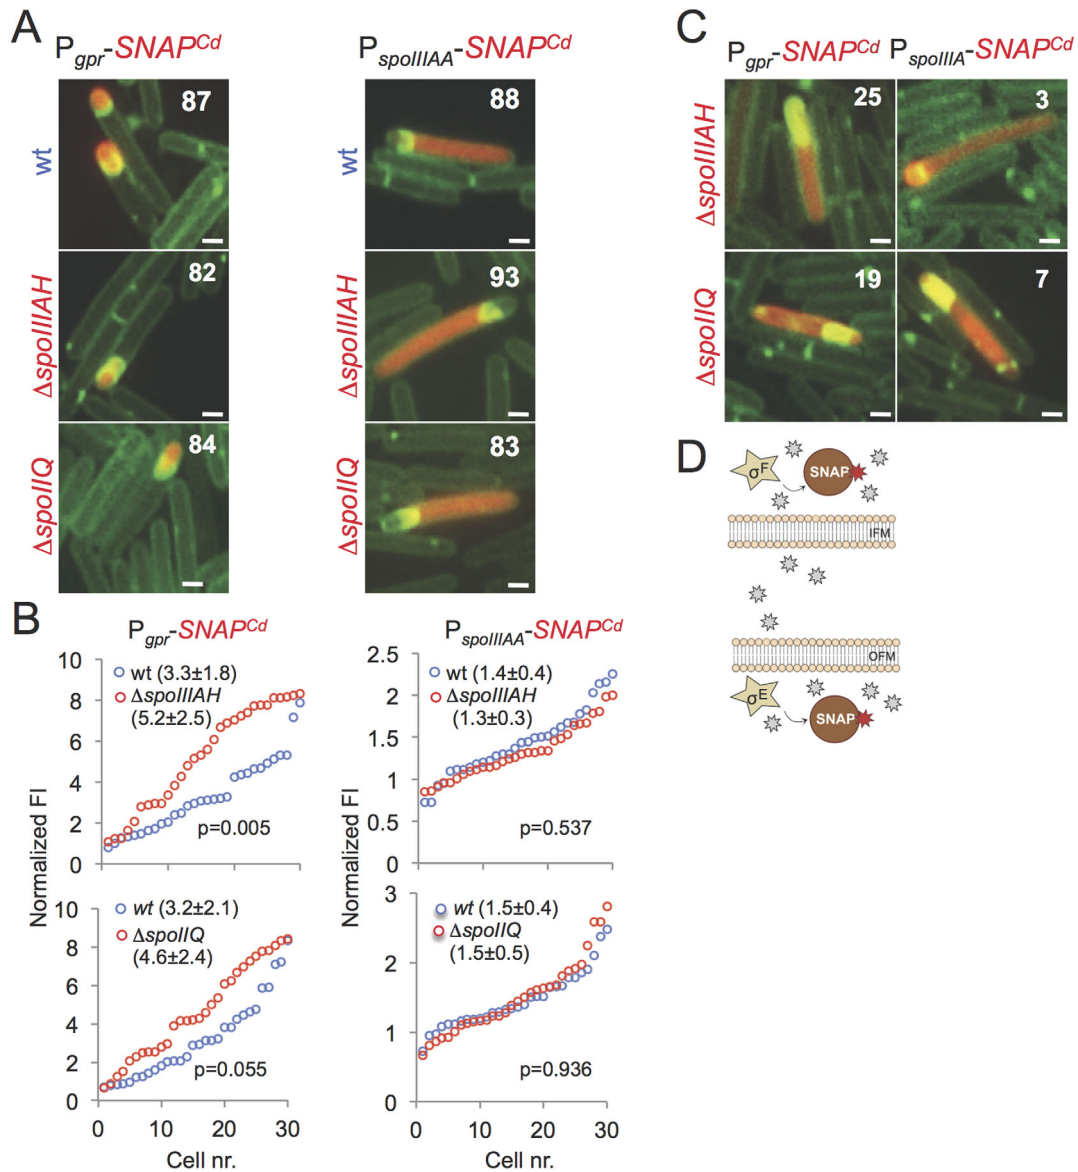 A
P_gpr-SNAP^Cd
P_spoIIIAA-SNAP^Cd
wt
87
wt
88
ΔspoIIIAH
82
ΔspoIIIAH
93
ΔspoIIQ
84
ΔspoIIQ
83
C
P_gpr-SNAP^Cd
P_spoIIIA-SNAP^Cd
ΔspoIIIAH
25
3
ΔspoIIQ
19
7
D
σ^F
SNAP
IFM
OFM
σ^E
SNAP
B
P_gpr-SNAP^Cd
P_spoIIIAA-SNAP^Cd
Normalized FI
10
8
6
4
2
0
wt (3.3±1.8)
ΔspoIIIAH
(5.2±2.5)
p=0.005
Normalized FI
2.5
2
1.5
1
0.5
0
wt (1.4±0.4)
ΔspoIIIAH
(1.3±0.3)
p=0.537
10
8
6
4
2
0
wt (3.2±2.1)
ΔspoIIQ
(4.6±2.4)
p=0.055
0 10 20 30
Cell nr.
3
2
1
0
wt (1.5±0.4)
ΔspoIIQ
(1.5±0.5)
p=0.936
0 10 20 30
Cell nr.